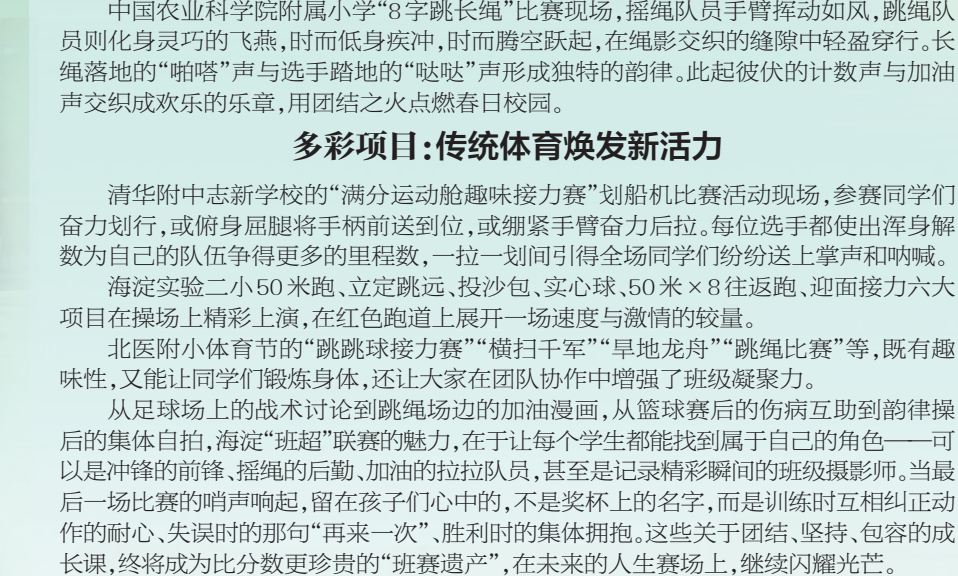 中国农业科学院附属小学“8字跳长绳”比赛现场,摇绳队员手臂挥动如风,跳绳队
员则化身灵巧的飞燕,时而低身疾冲,时而腾空跃起,在绳影交织的缝隙中轻盈穿行。长
绳落地的“啪嗒”声与选手踏地的“哒哒”声形成独特的韵律。此起彼伏的计数声与加油
声交织成欢乐的乐章,用团结之火点燃春日校园。
多彩项目:传统体育焕发新活力
清华附中志新学校的“满分运动舱趣味接力赛”划船机比赛活动现场,参赛同学们
奋力划行,或俯身屈腿将手柄前送到位,或绷紧手臂奋力后拉。每位选手都使出浑身解
数为自己的队伍争得更多的里程数,一拉一划间引得全场同学们纷纷送上掌声和呐喊。
海淀实验二小50米跑、立定跳远、投沙包、实心球、50米×8往返跑、迎面接力六大
项目在操场上精彩上演,在红色跑道上展开一场速度与激情的较量。
北医附小体育节的“跳跳球接力赛”“横扫千军”“旱地龙舟”“跳绳比赛”等,既有趣
味性,又能让同学们锻炼身体,还让大家在团队协作中增强了班级凝聚力。
从足球场上的战术讨论到跳绳场边的加油漫画,从篮球赛后的伤病互助到韵律操
后的集体自拍,海淀“班超”联赛的魅力,在于让每个学生都能找到属于自己的角色——可
以是冲锋的前锋、摇绳的后勤、加油的拉拉队员,甚至是记录精彩瞬间的班级摄影师。当最
后一场比赛的哨声响起,留在孩子们心中的,不是奖杯上的名字,而是训练时互相纠正动
作的耐心、失误时的那句“再来一次”、胜利时的集体拥抱。这些关于团结、坚持、包容的成
长课,终将成为比分数更珍贵的“班赛遗产”,在未来的人生赛场上,继续闪耀光芒。